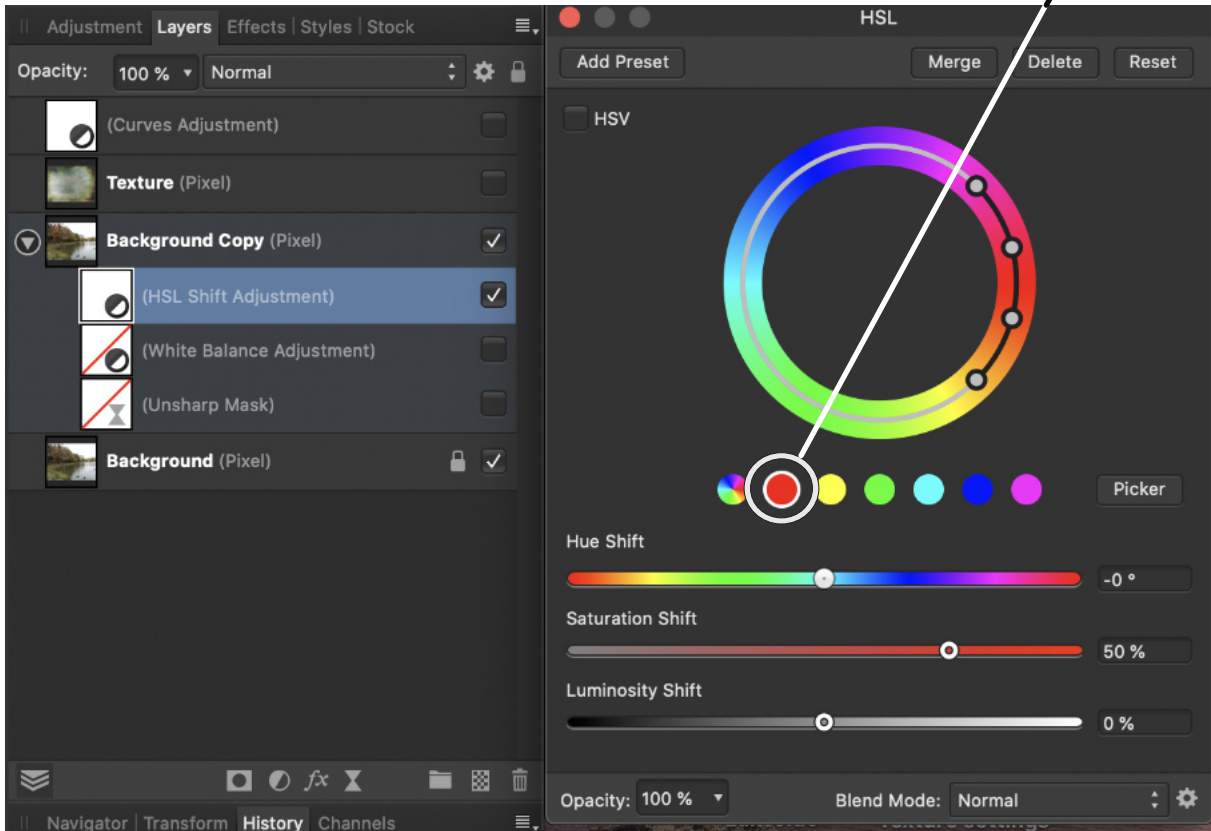 Adjustment Layers Effects | Styles | Stock
Opacity: 100 % Normal
(Curves Adjustment)
Texture (Pixel)
Background Copy (Pixel)
(HSL Shift Adjustment)
(White Balance Adjustment)
(Unsharp Mask)
Background (Pixel)
fx
Navigator | Transform History Channels
HSL
Add Preset Merge Delete Reset
HSV
Picker
Hue Shift
-0 °
Saturation Shift
50 %
Luminosity Shift
0 %
Opacity: 100 % Blend Mode: Normal